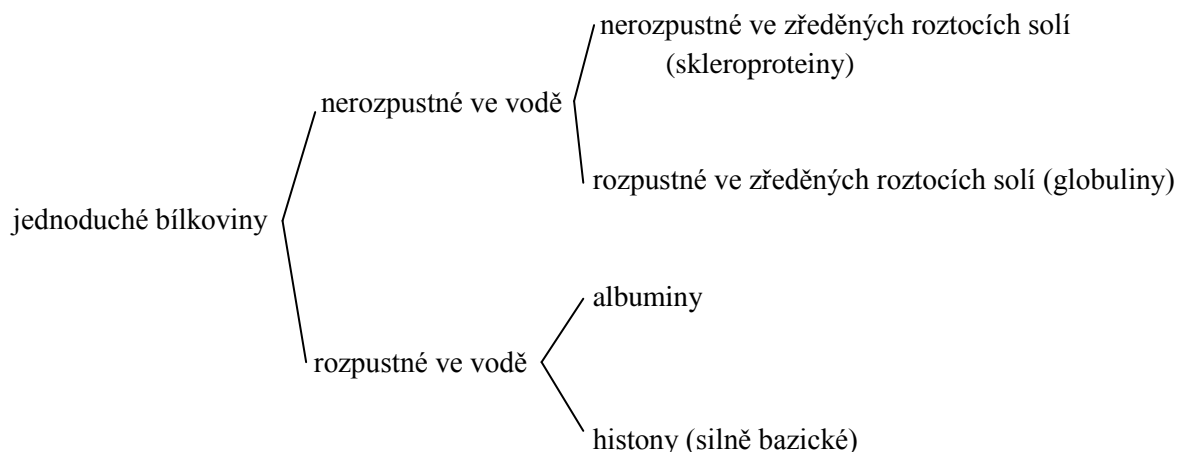 nerozpustné ve zředěných roztocích solí
(skleroproteiny)
nerozpustné ve vodě
rozpustné ve zředěných roztocích solí (globuliny)
jednoduché bílkoviny
albuminy
rozpustné ve vodě
histony (silně bazické)